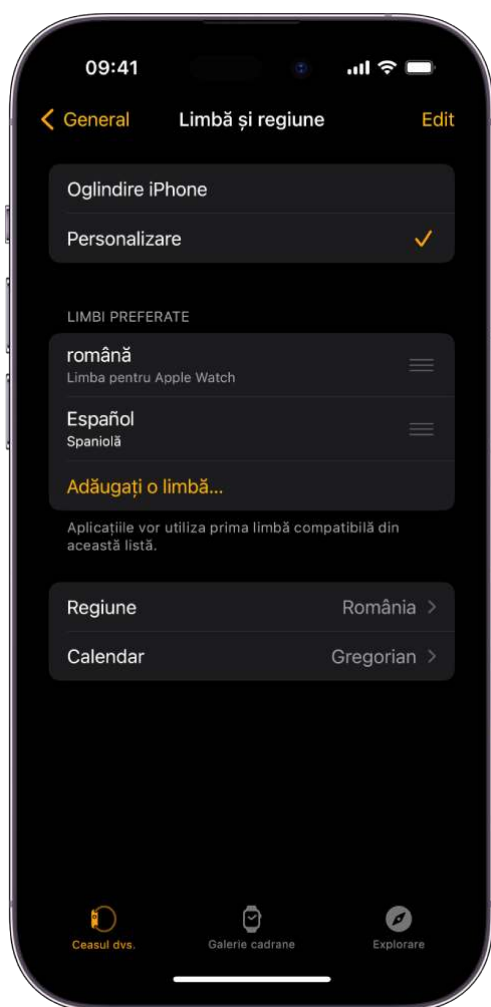 09:41
General
Limbă și regiune
Edit
Oglindire iPhone
Personalizare
LIMBI PREFERATE
română
Limba pentru Apple Watch
Español
Spaniolă
Adăugați o limbă...
Aplicațiile vor utiliza prima limbă compatibilă din
această listă.
Regiune
România
Calendar
Gregorian
Ceasul dvs.
Galerie cadrane
Explorare